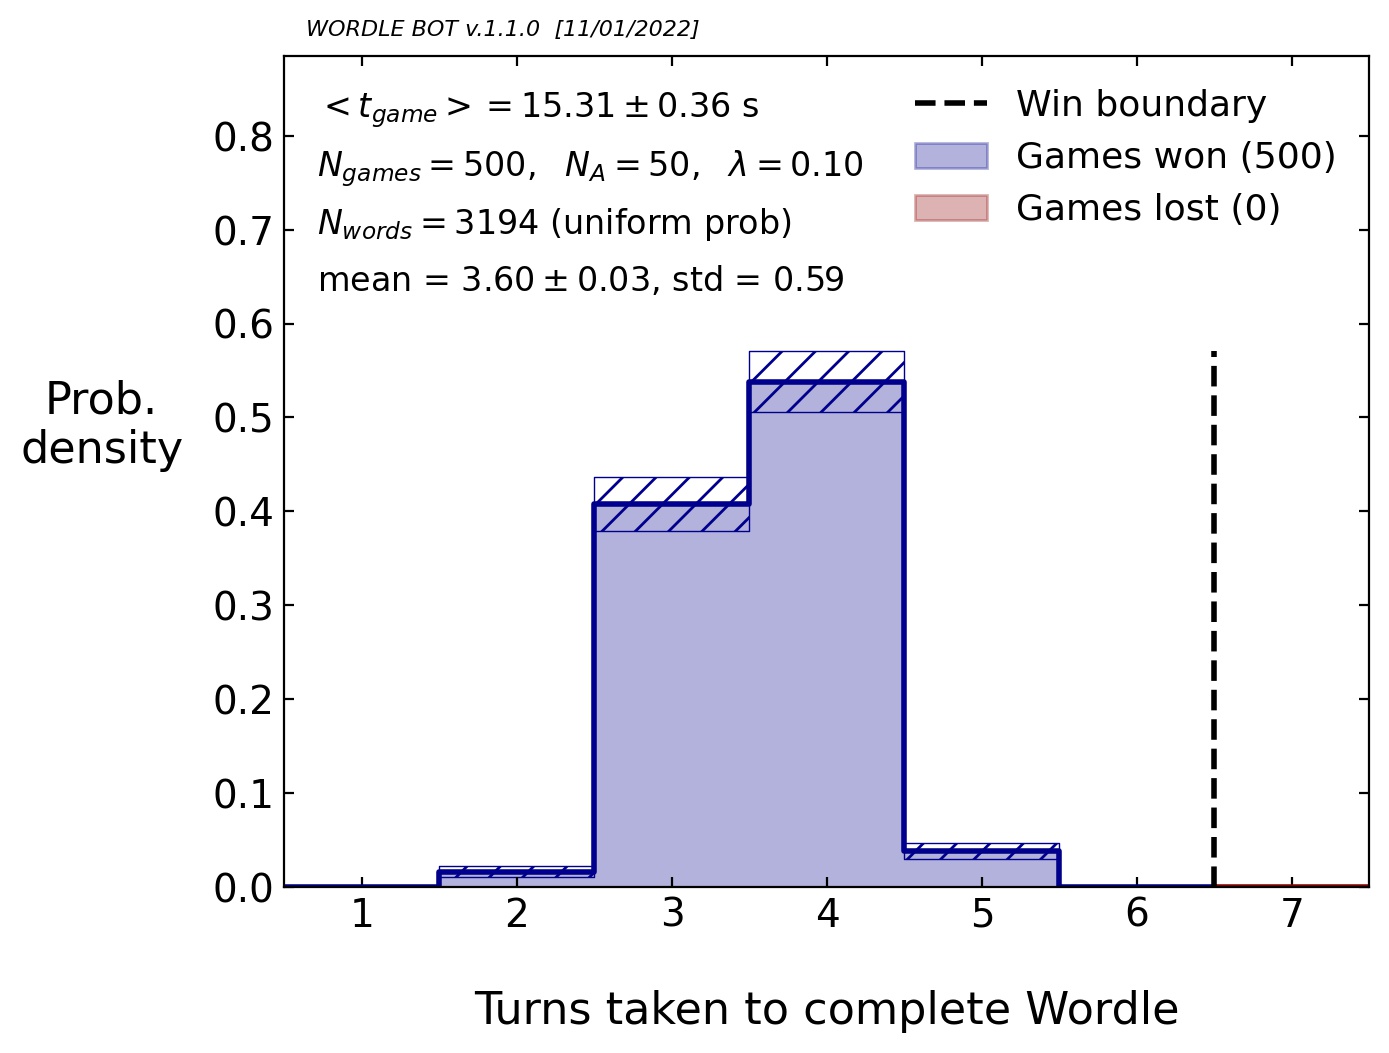 WORDLE BOT v.1.1.0 [11/01/2022]
<t_game> = 15.31 ± 0.36 s
N_games = 500, N_A = 50, λ = 0.10
N_words = 3194 (uniform prob)
mean = 3.60 ± 0.03, std = 0.59
Win boundary
Games won (500)
Games lost (0)
Prob.
density
0.8
0.7
0.6
0.5
0.4
0.3
0.2
0.1
0.0
1 2 3 4 5 6 7
Turns taken to complete Wordle